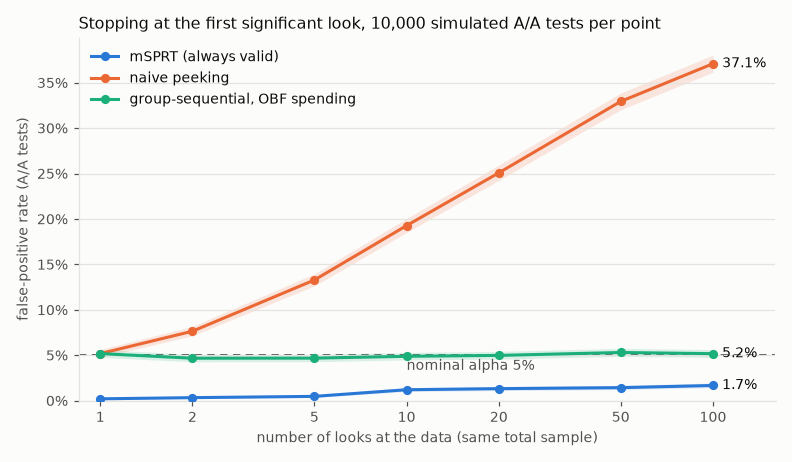 Stopping at the first significant look, 10,000 simulated A/A tests per point
mSPRT (always valid)
naive peeking
group-sequential, OBF spending
37.1%
5.2%
1.7%
nominal alpha 5%
false-positive rate (A/A tests)
35%
30%
25%
20%
15%
10%
5%
0%
1
2
5
10
20
50
100
number of looks at the data (same total sample)